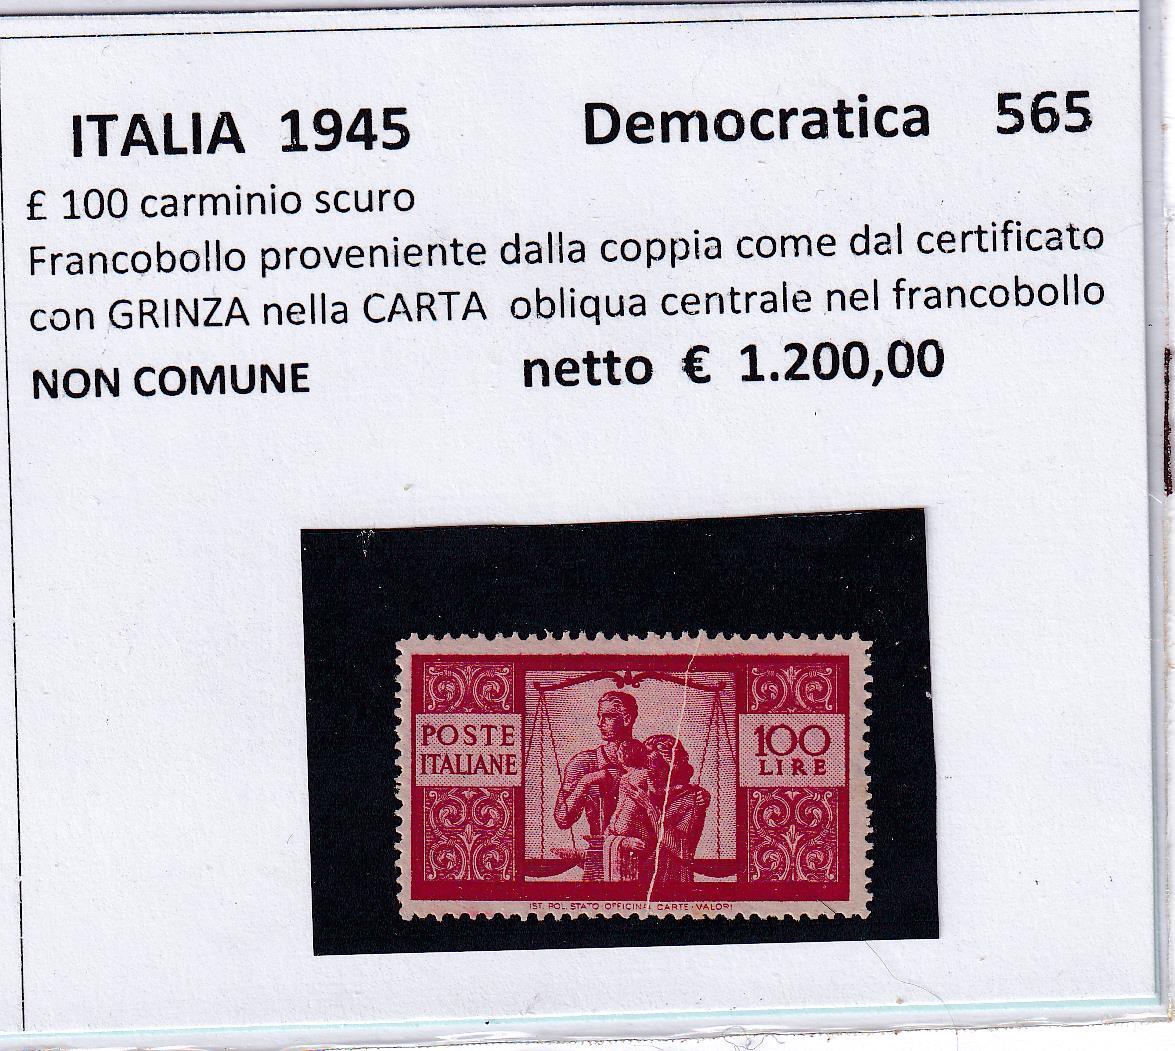 ITALIA 1945 Democratica 565
£ 100 carminio scuro
Francobollo proveniente dalla coppia come dal certificato
con GRINZA nella CARTA obliqua centrale nel francobollo
NON COMUNE netto € 1.200,00
POSTE
ITALIANE
100
LIRE
IST. POL. STATO·OFFICINA CARTE·VALORI